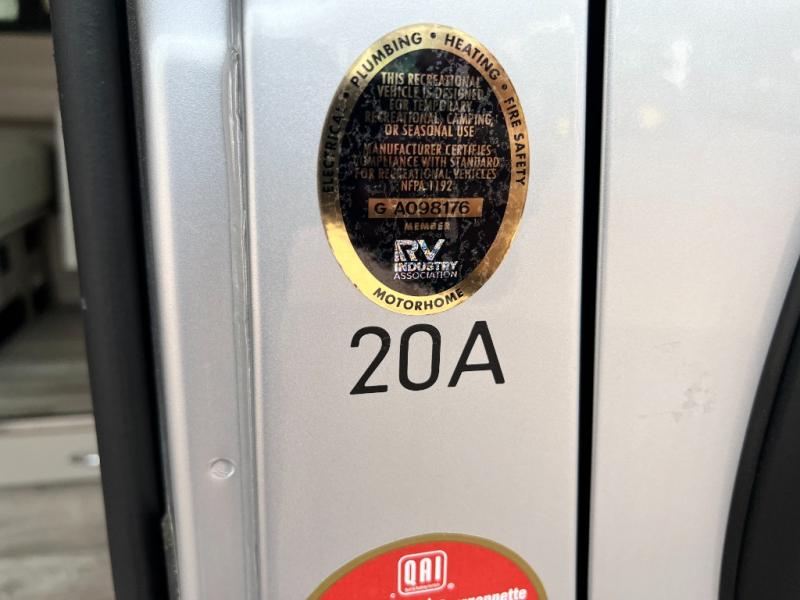 ELECTRICAL • PLUMBING • HEATING • FIRE SAFETY
THIS RECREATIONAL
VEHICLE IS DESIGNED
FOR TEMPORARY
RECREATIONAL, CAMPING,
OR SEASONAL USE
MANUFACTURER CERTIFIES
COMPLIANCE WITH STANDARD
FOR RECREATIONAL VEHICLES
NFPA 1192
G A098176
MEMBER
RV
INDUSTRY
ASSOCIATION
MOTORHOME
20A
QAI